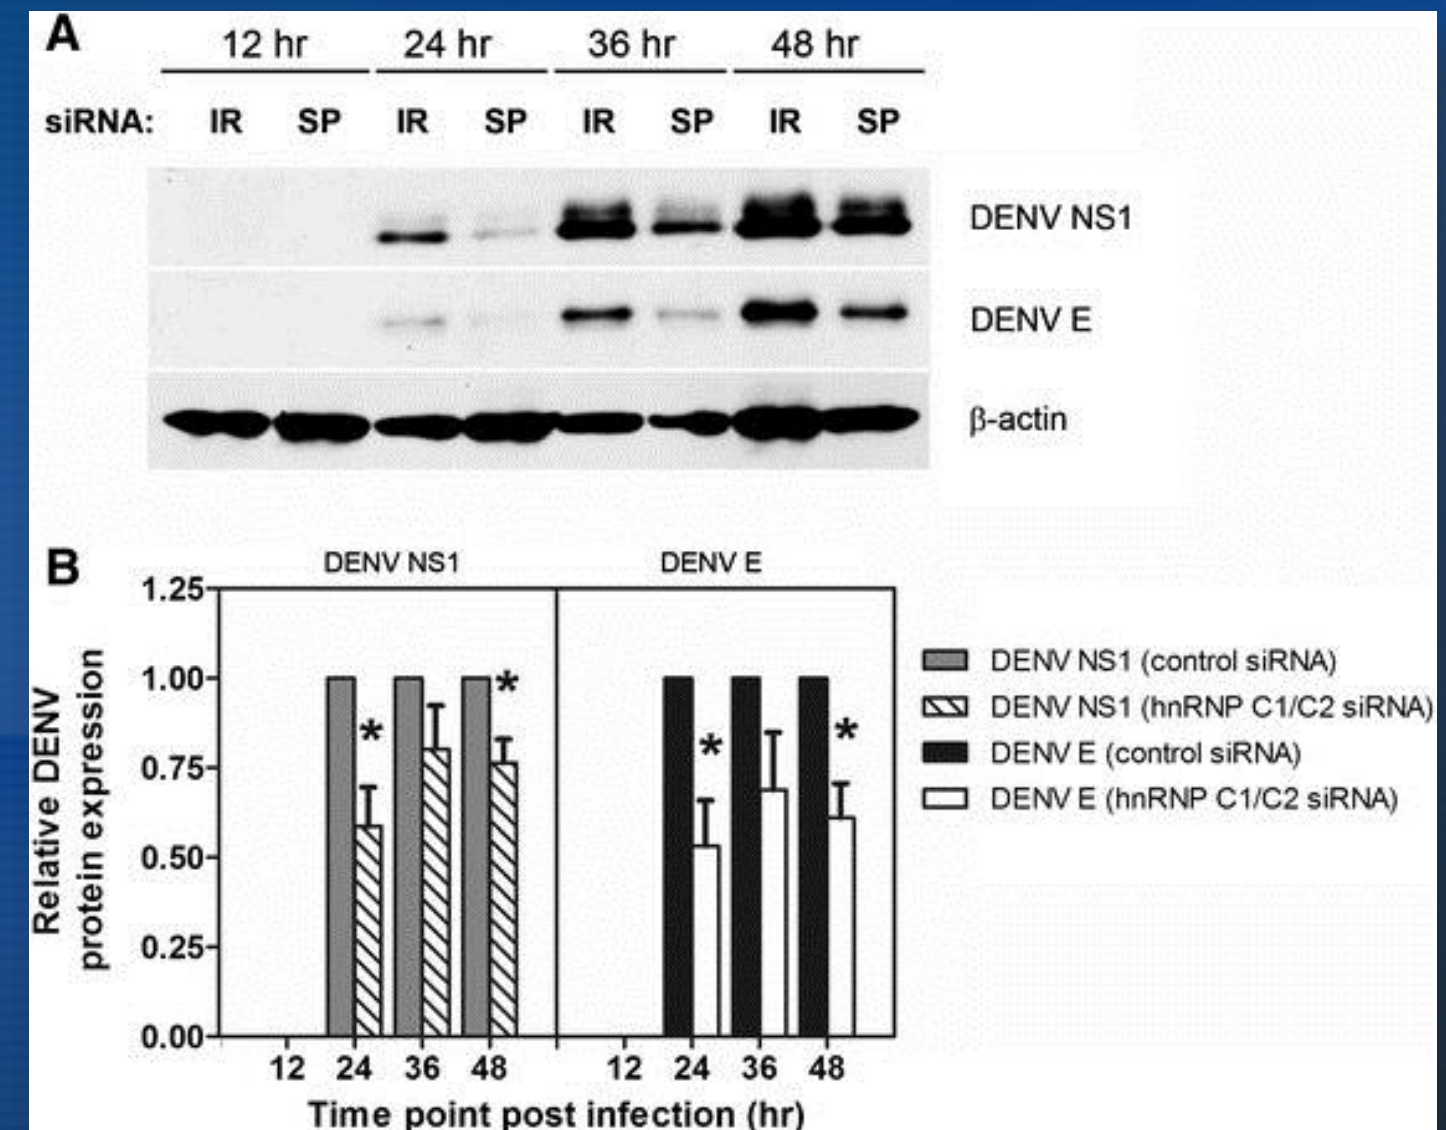 A
12 hr 24 hr 36 hr 48 hr
siRNA: IR SP IR SP IR SP IR SP
DENV NS1
DENV E
β-actin
B
DENV NS1 DENV E
Relative DENV
protein expression
1.25
1.00
0.75
0.50
0.25
0.00
* * * *
12 24 36 48 12 24 36 48
Time point post infection (hr)
DENV NS1 (control siRNA)
DENV NS1 (hnRNP C1/C2 siRNA)
DENV E (control siRNA)
DENV E (hnRNP C1/C2 siRNA)